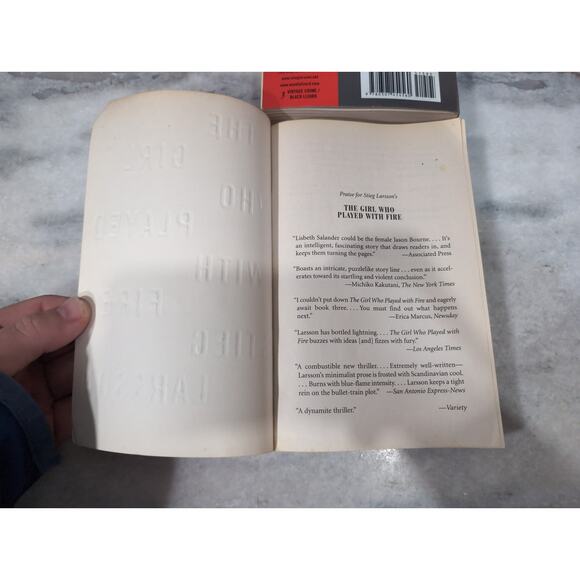 VINTAGE CRIME /
BLACK LIZARD
THE
GIRL
WHO
PLAYED
WITH
FIRE
STIEG
Praise for Stieg Larsson's
THE GIRL WHO
PLAYED WITH FIRE
"Lisbeth Salander could be the female Jason Bourne. . . . It's
an intelligent, fascinating story that draws readers in, and
keeps them turning the pages." —Associated Press
"Boasts an intricate, puzzlelike story line . . . even as it accel-
erates toward its startling and violent conclusion."
—Michiko Kakutani, The New York Times
"I couldn't put down The Girl Who Played with Fire and eagerly
await book three. . . . You must find out what happens
next." —Erica Marcus, Newsday
"Larsson has bottled lightning. . . . The Girl Who Played with
Fire buzzes with ideas [and] fizzes with fury."
—Los Angeles Times
"A combustible new thriller. . . . Extremely well-written—
Larsson's minimalist prose is frosted with Scandinavian cool.
. . . Burns with blue-flame intensity. . . . Larsson keeps a tight
rein on the bullet-train plot." —San Antonio Express-News
"A dynamite thriller." —Variety